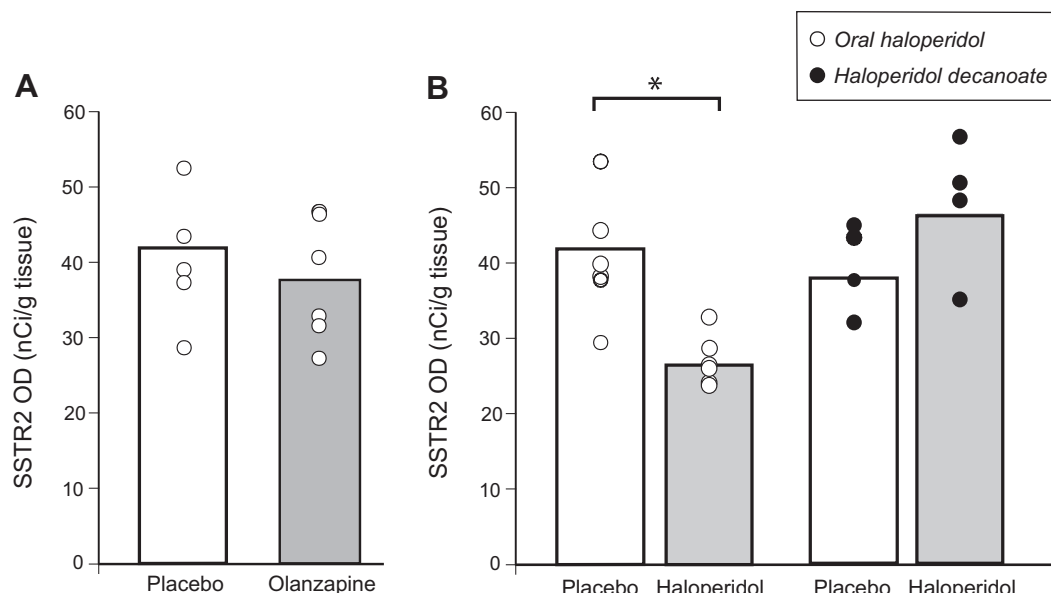 Oral haloperidol
Haloperidol decanoate
A
SSTR2 OD (nCi/g tissue)
60
50
40
30
20
10
0
Placebo Olanzapine
B
*
SSTR2 OD (nCi/g tissue)
60
50
40
30
20
10
0
Placebo Haloperidol Placebo Haloperidol